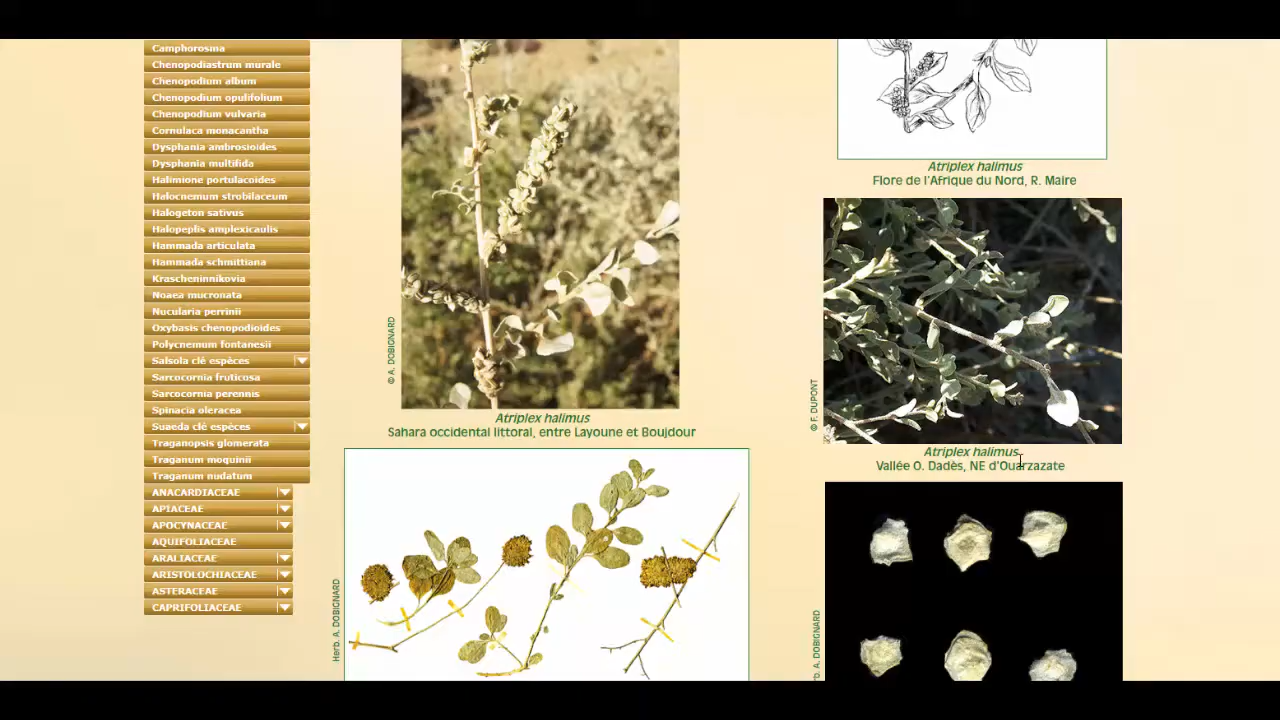 Camphorosma
Chenopodiastrum murale
Chenopodium album
Chenopodium opulifolium
Chenopodium vulvaria
Cornulaca monacantha
Dysphania ambrosioides
Dysphania multifida
Halimione portulacoides
Halocnemum strobilaceum
Halogeton sativus
Halopeplis amplexicaulis
Hammada articulata
Hammada schmittiana
Krascheninnikovia
Noaea mucronata
Nucularia perrinii
Oxybasis chenopodioides
Polycnemum fontanesii
Salsola clé espèces
Sarcocornia fruticosa
Sarcocornia perennis
Spinacia oleracea
Suaeda clé espèces
Traganopsis glomerata
Traganum moquinii
Traganum nudatum
ANACARDIACEAE
APIACEAE
APOCYNACEAE
AQUIFOLIACEAE
ARALIACEAE
ARISTOLOCHIACEAE
ASTERACEAE
CAPRIFOLIACEAE
© A. DOBIGNARD
Atriplex halimus
Sahara occidental littoral, entre Layoune et Boujdour
Herb. A. DOBIGNARD
Atriplex halimus
Flore de l'Afrique du Nord, R. Maire
© F. DUPONT
Atriplex halimus
Vallée O. Dadès, NE d'Ouarzazate
rb. A. DOBIGNARD